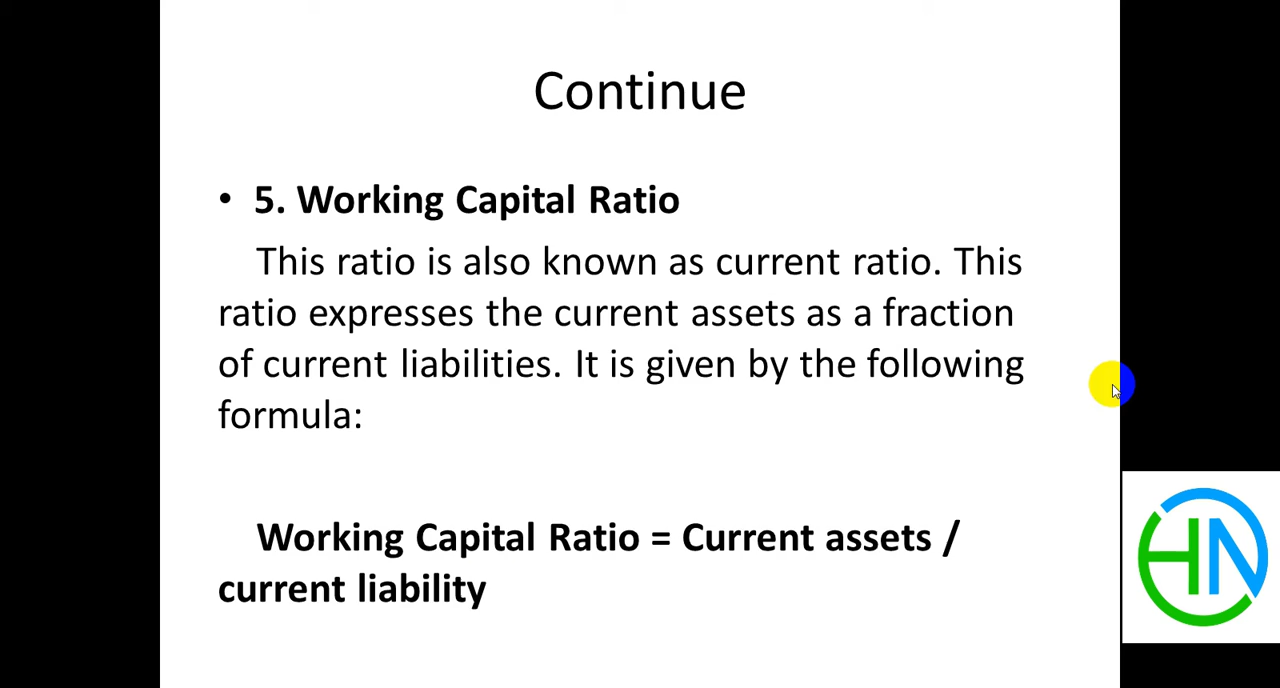 Continue
• 5. Working Capital Ratio
This ratio is also known as current ratio. This
ratio expresses the current assets as a fraction
of current liabilities. It is given by the following
formula:
Working Capital Ratio = Current assets /
current liability
HN